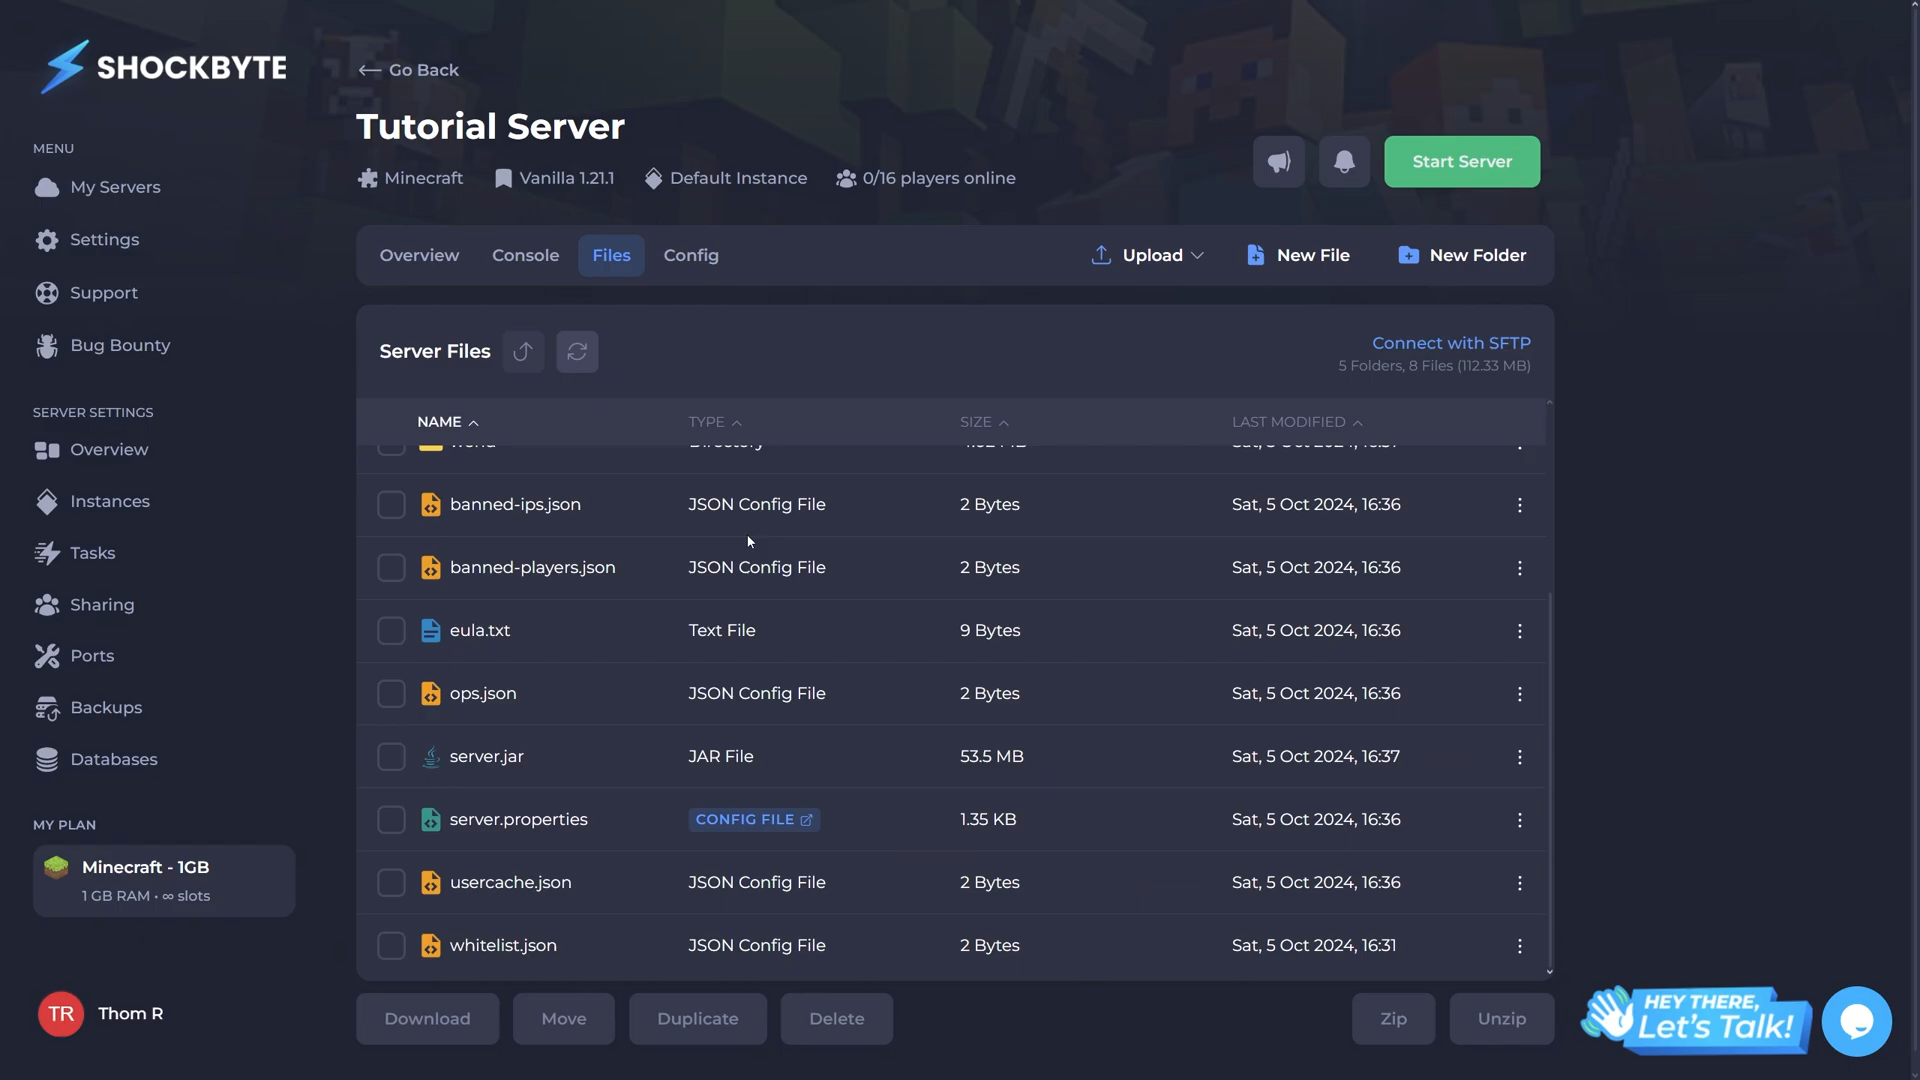 SHOCKBYTE
Go Back
Tutorial Server
Minecraft
Vanilla 1.21.1
Default Instance
0/16 players online
Start Server
MENU
My Servers
Settings
Support
Bug Bounty
SERVER SETTINGS
Overview
Instances
Tasks
Sharing
Ports
Backups
Databases
MY PLAN
Minecraft - 1GB
1 GB RAM • ∞ slots
TR
Thom R
Overview
Console
Files
Config
Upload
New File
New Folder
Server Files
Connect with SFTP
5 Folders, 8 Files (112.33 MB)
NAME TYPE SIZE LAST MODIFIED
banned-ips.json JSON Config File 2 Bytes Sat, 5 Oct 2024, 16:36
banned-players.json JSON Config File 2 Bytes Sat, 5 Oct 2024, 16:36
eula.txt Text File 9 Bytes Sat, 5 Oct 2024, 16:36
ops.json JSON Config File 2 Bytes Sat, 5 Oct 2024, 16:36
server.jar JAR File 53.5 MB Sat, 5 Oct 2024, 16:37
server.properties CONFIG FILE 1.35 KB Sat, 5 Oct 2024, 16:36
usercache.json JSON Config File 2 Bytes Sat, 5 Oct 2024, 16:36
whitelist.json JSON Config File 2 Bytes Sat, 5 Oct 2024, 16:31
Download
Move
Duplicate
Delete
Zip
Unzip
HEY THERE,
Let's Talk!